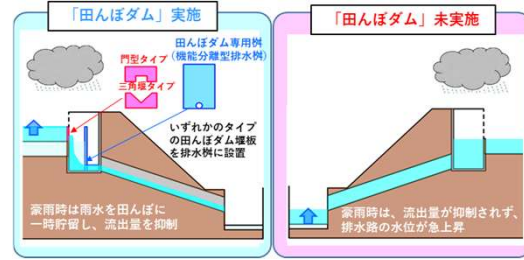 「田んぼダム」実施
門型タイプ
三角堰タイプ
田んぼダム専用桝
(機能分離型排水桝)
いずれかのタイプ
の田んぼダム堰板
を排水桝に設置
豪雨時は雨水を田んぼに
一時貯留し、流出量を抑制
「田んぼダム」未実施
豪雨時は、流出量が抑制されず、
排水路の水位が急上昇